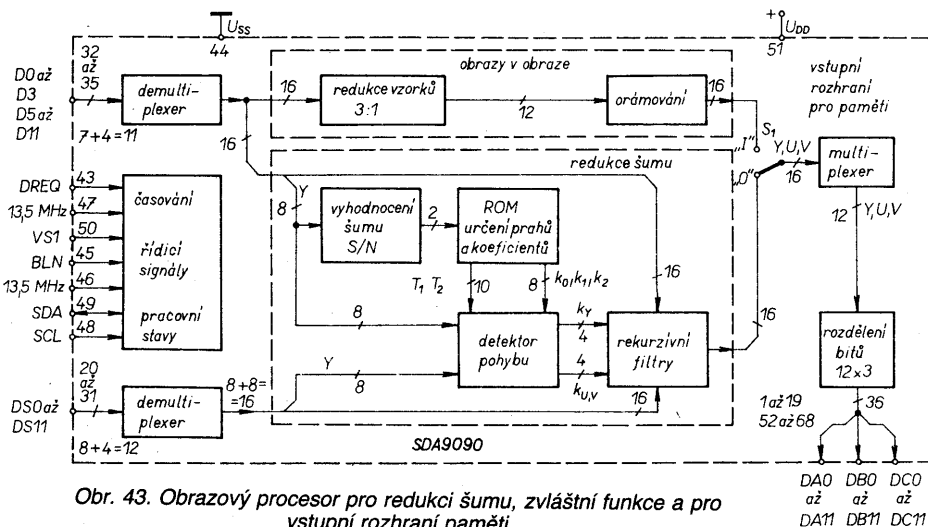 U_SS
44
+
U_DD
51
D0 až
D3
D5 až
D11
32
až
35
demulti-
plexer
7+4=11
16
16
obrazy v obraze
redukce vzorků
3:1
12
orámování
16
vstupní
rozhraní
pro paměti
S1
„I"
„0"
Y,U,V
16
multi-
plexer
12
Y,U,V
redukce šumu
Y
8
vyhodnocení
šumu
S/N
2
ROM
určení prahů
a koeficientů
T1 T2
10
8
k0,k1,k2
16
DREQ 43
13,5 MHz 47
VS1 50
BLN 45
13,5 MHz 46
SDA 49
SCL 48
časování
řídicí
signály
pracovní
stavy
8
Y
8
detektor
pohybu
kY
4
4
kU,V
rekurzívní
filtry
16
16
rozdělení
bitů
12×3
20
až
31
DS0 až
DS11
demulti-
plexer
8+8=
=16
8+4=12
SDA9090
1 až 19
52 až 68
36
DA0
až
DA11
DB0
až
DB11
DC0
až
DC11
Obr. 43. Obrazový procesor pro redukci šumu, zvláštní funkce a pro
vstupní rozhraní paměti